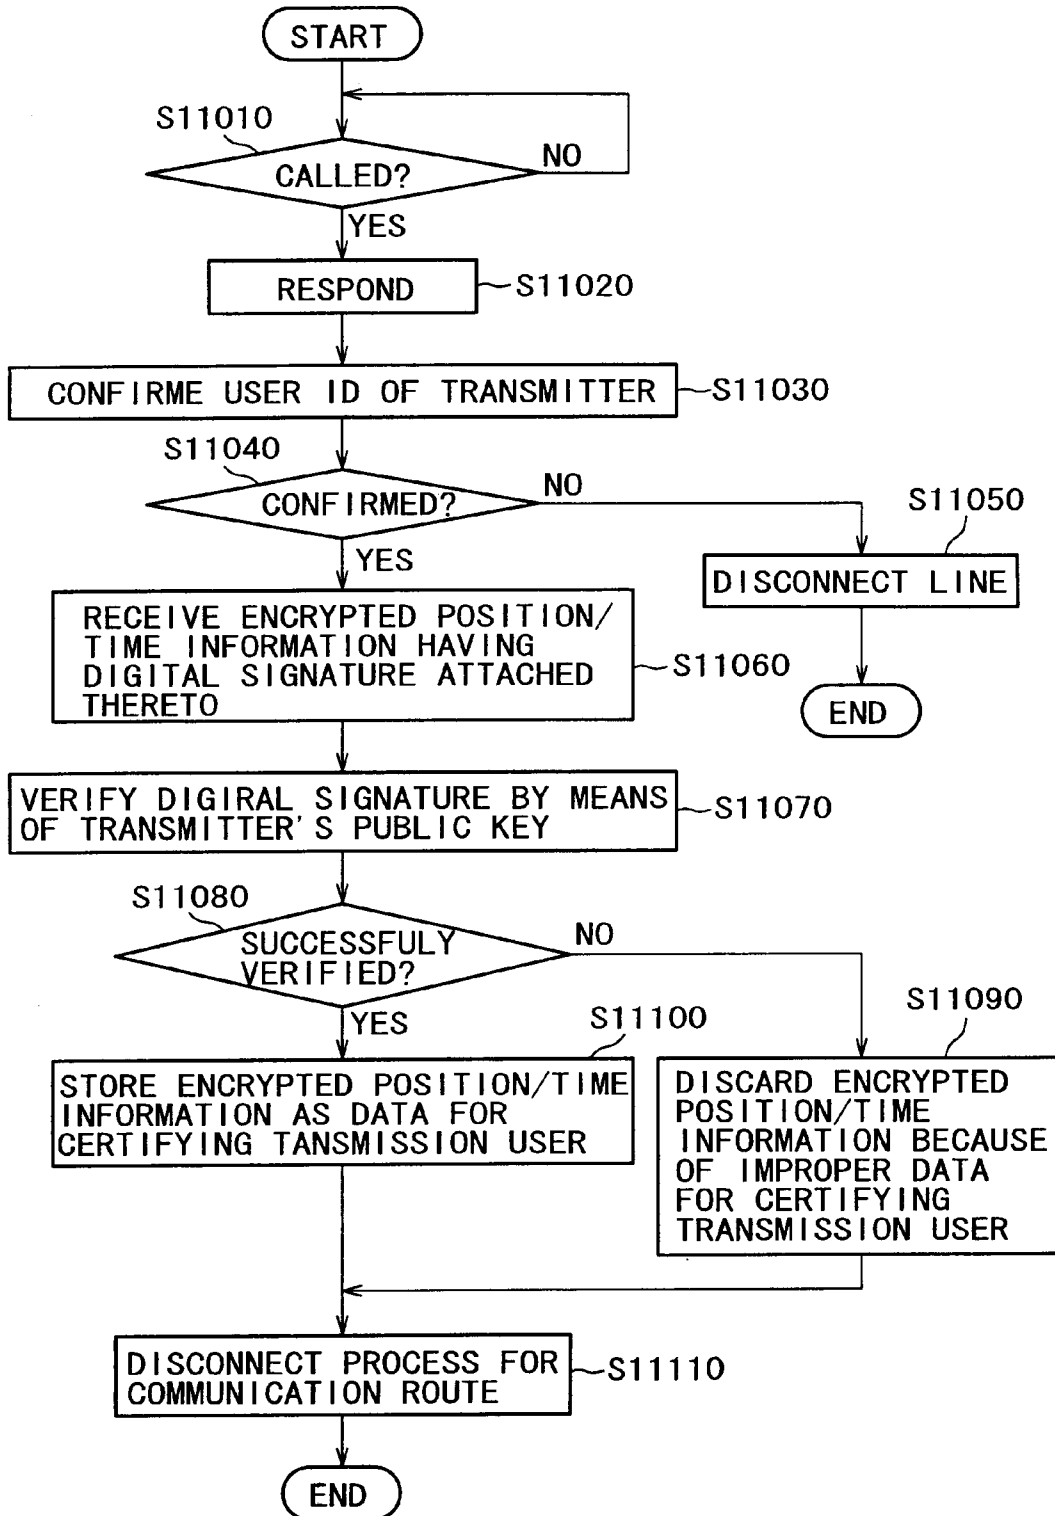 START
S11010
CALLED?
NO
YES
RESPOND
S11020
CONFIRME USER ID OF TRANSMITTER
S11030
S11040
CONFIRMED?
NO
YES
S11050
DISCONNECT LINE
END
RECEIVE ENCRYPTED POSITION/
TIME INFORMATION HAVING
DIGITAL SIGNATURE ATTACHED
THERETO
S11060
VERIFY DIGIRAL SIGNATURE BY MEANS
OF TRANSMITTER'S PUBLIC KEY
S11070
S11080
SUCCESSFULY
VERIFIED?
NO
YES
S11100
STORE ENCRYPTED POSITION/TIME
INFORMATION AS DATA FOR
CERTIFYING TANSMISSION USER
S11090
DISCARD ENCRYPTED
POSITION/TIME
INFORMATION BECAUSE
OF IMPROPER DATA
FOR CERTIFYING
TRANSMISSION USER
DISCONNECT PROCESS FOR
COMMUNICATION ROUTE
S11110
END